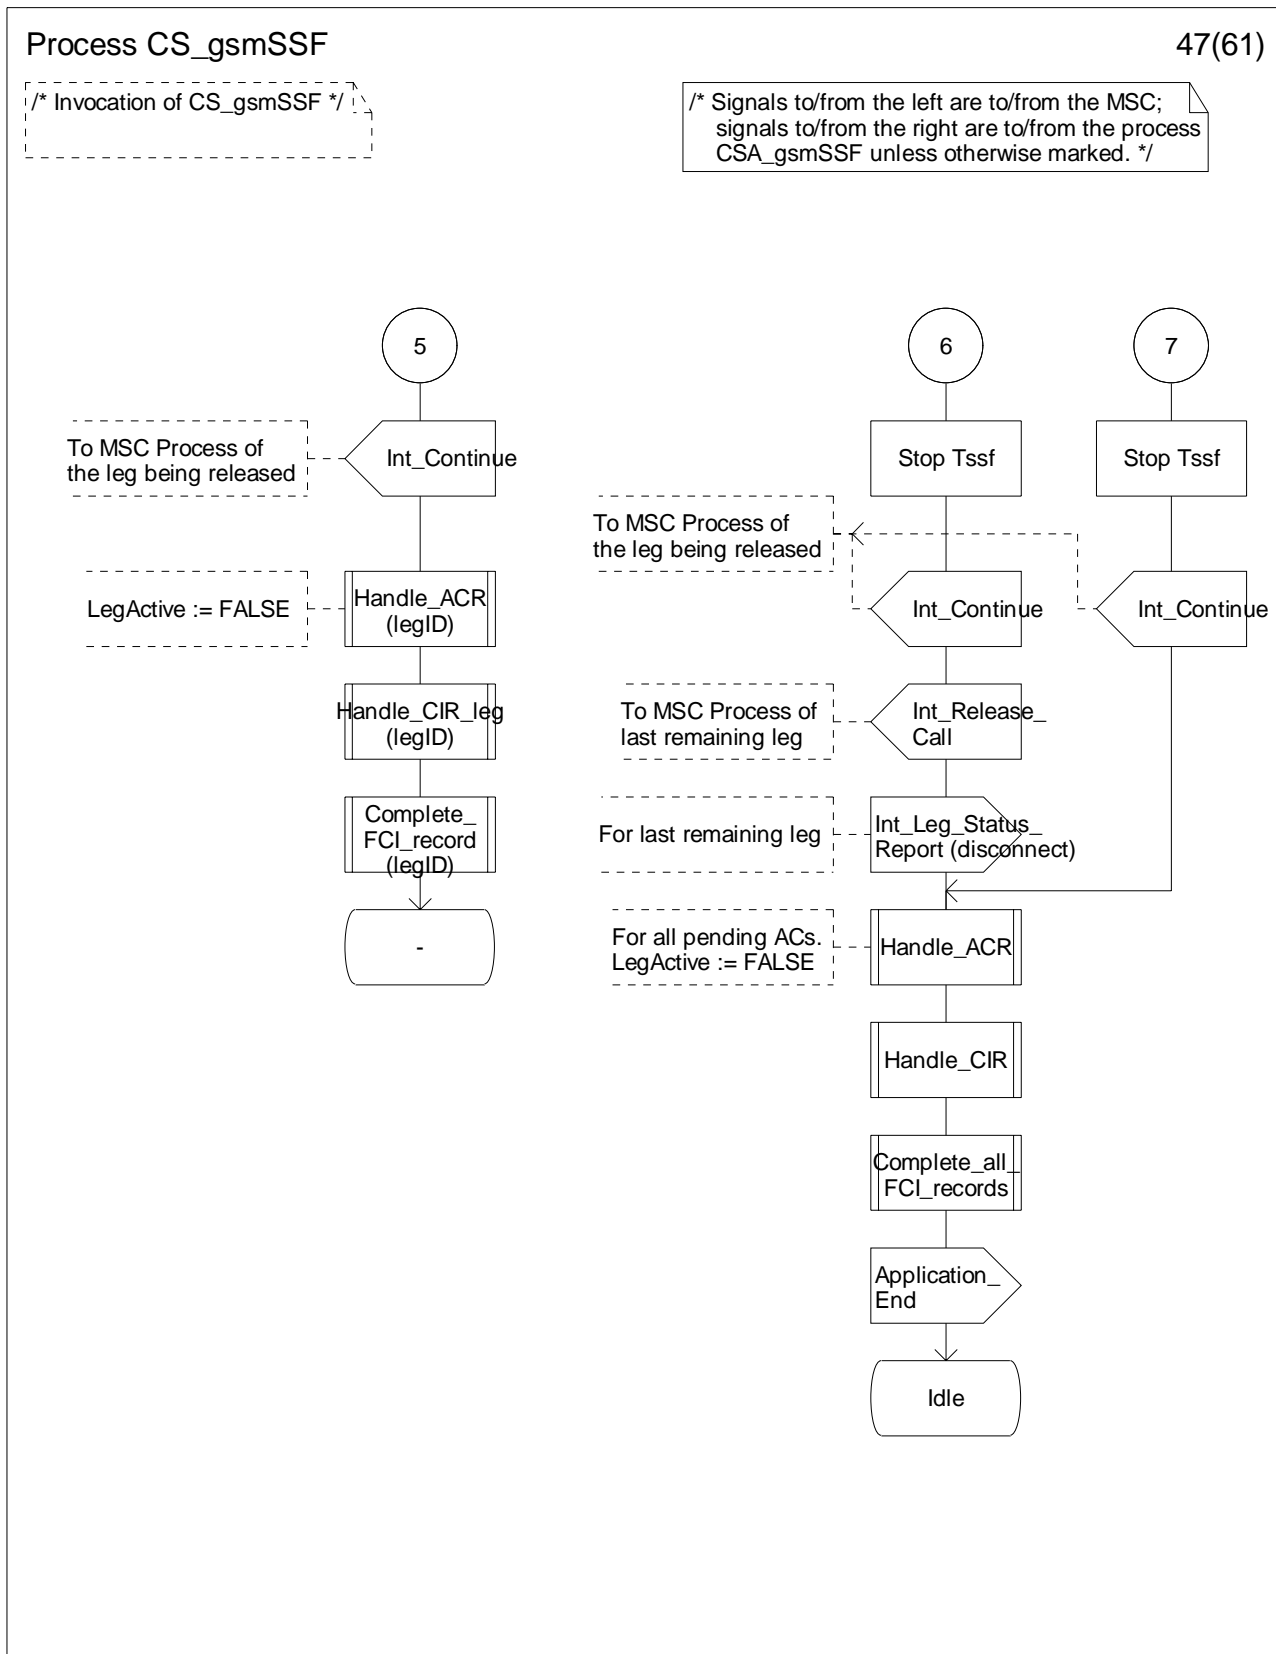 Process CS_gsmSSF
47(61)
/* Invocation of CS_gsmSSF */
/* Signals to/from the left are to/from the MSC;
signals to/from the right are to/from the process
CSA_gsmSSF unless otherwise marked. */
5
To MSC Process of
the leg being released
Int_Continue
LegActive := FALSE
Handle_ACR
(legID)
Handle_CIR_leg
(legID)
Complete_
FCI_record
(legID)
-
6
7
Stop Tssf
Stop Tssf
To MSC Process of
the leg being released
Int_Continue
Int_Continue
To MSC Process of
last remaining leg
Int_Release_
Call
For last remaining leg
Int_Leg_Status_
Report (disconnect)
For all pending ACs.
LegActive := FALSE
Handle_ACR
Handle_CIR
Complete_all_
FCI_records
Application_
End
Idle